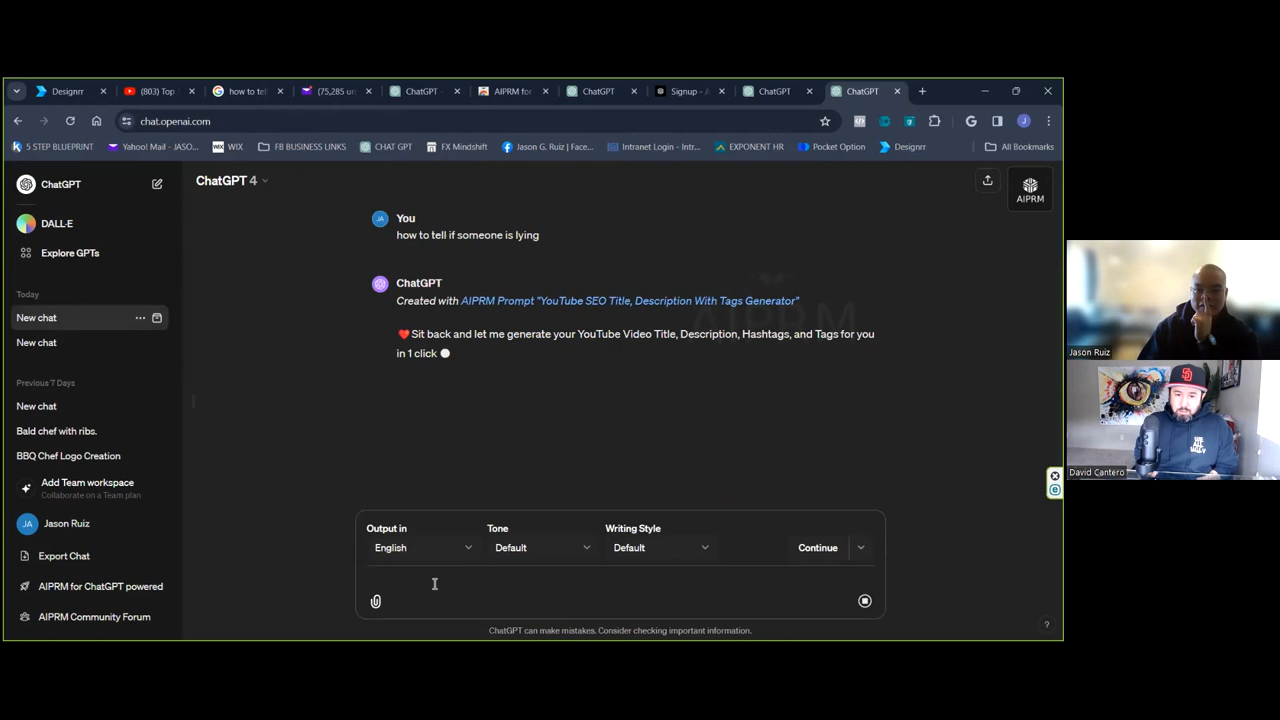 Designrr
(803) Top
how to tel
(75,285 un
ChatGPT
AIPRM for
ChatGPT
Signup - A
ChatGPT
ChatGPT
chat.openai.com
5 STEP BLUEPRINT
Yahoo! Mail - JASO...
WIX
FB BUSINESS LINKS
CHAT GPT
FX Mindshift
Jason G. Ruiz | Face...
Intranet Login - Intr...
EXPONENT HR
Pocket Option
Designrr
All Bookmarks
ChatGPT
DALL·E
Explore GPTs
Today
New chat
New chat
Previous 7 Days
New chat
Bald chef with ribs.
BBQ Chef Logo Creation
Add Team workspace
Collaborate on a Team plan
JA Jason Ruiz
Export Chat
AIPRM for ChatGPT powered
AIPRM Community Forum
ChatGPT 4
AIPRM
JA You
how to tell if someone is lying
ChatGPT
Created with AIPRM Prompt "YouTube SEO Title, Description With Tags Generator"
AIPRM
❤️Sit back and let me generate your YouTube Video Title, Description, Hashtags, and Tags for you
in 1 click
Output in
Tone
Writing Style
English
Default
Default
Continue
ChatGPT can make mistakes. Consider checking important information.
?
Jason Ruiz
David Cantero